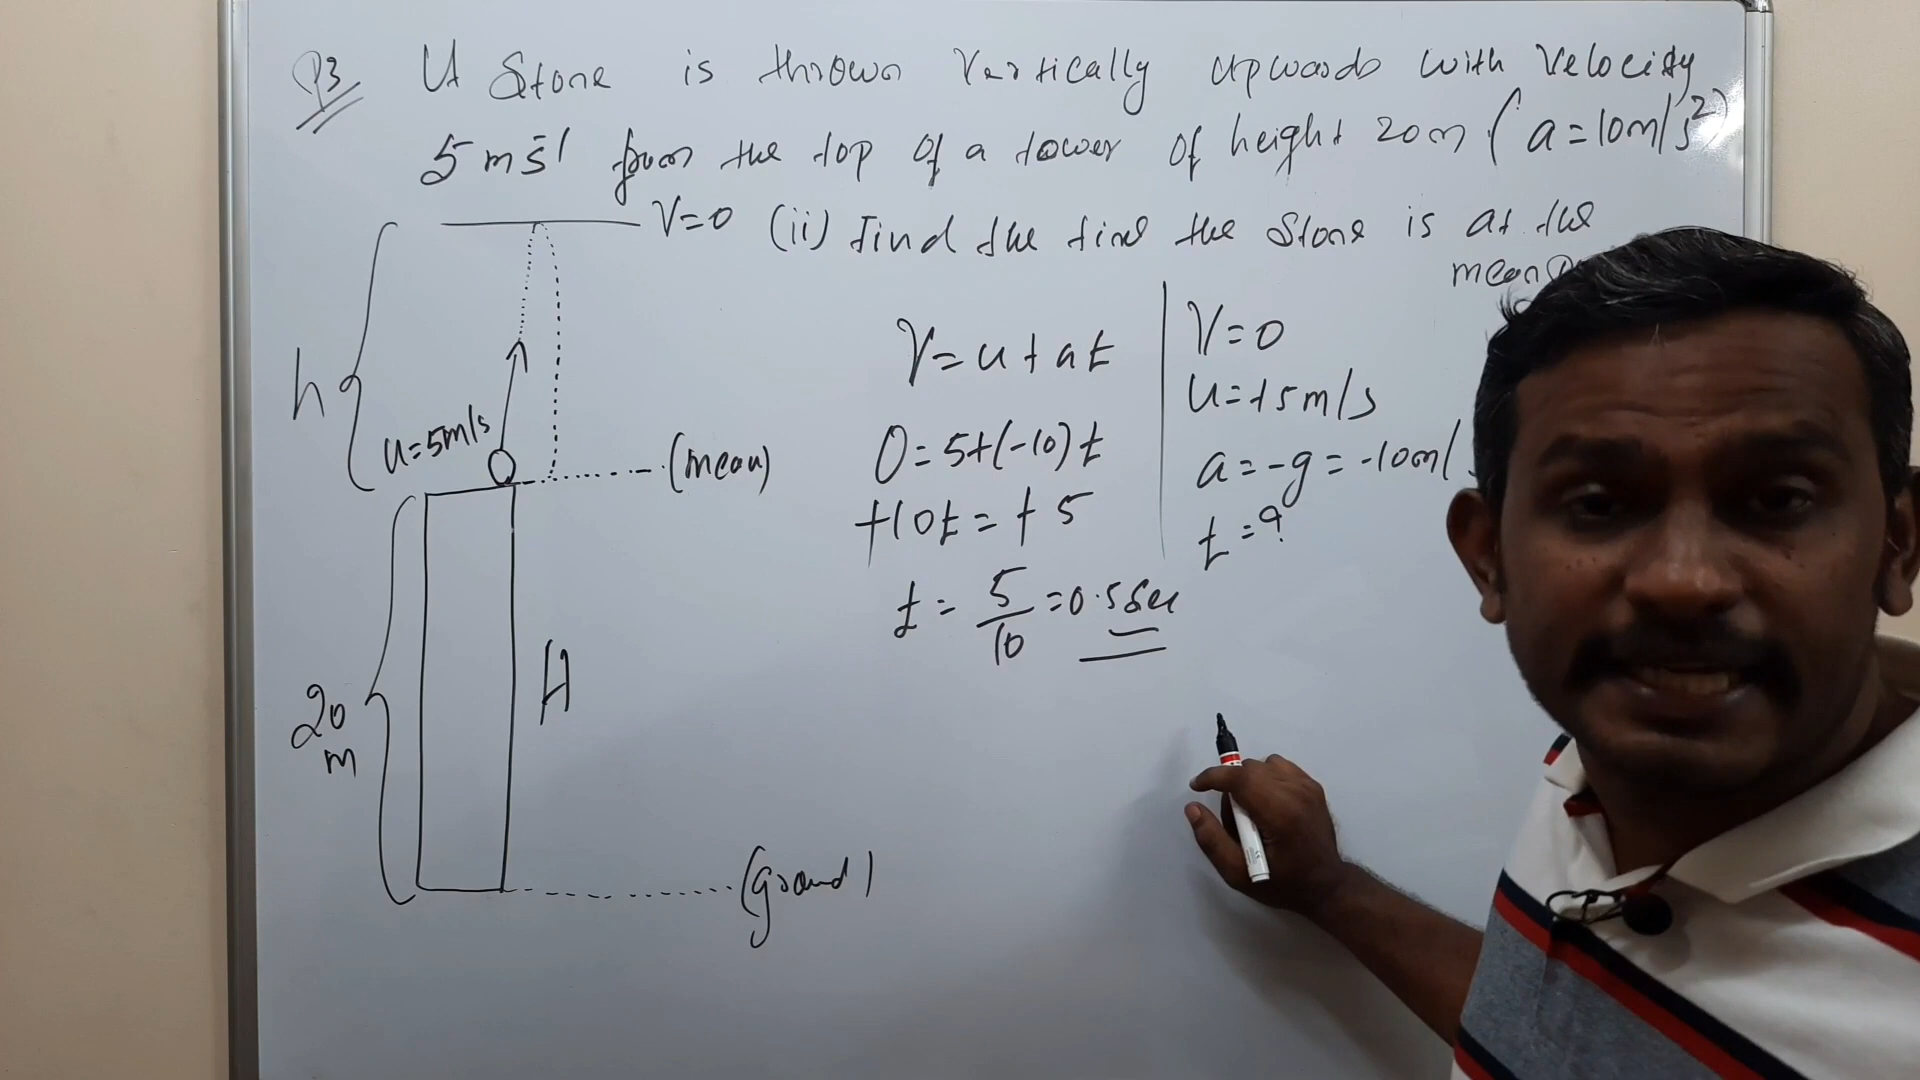 Q3 A Stone is thrown Vertically upwards with Velocity
5 ms⁻¹ from the top of a tower of height 20m (a=10m/s²)
V=0 (ii) Find the time the Stone is at the
mean
h
u=5m/s
(mean)
20
m
H
(ground)
V=u+at
0=5+(-10)t
+10t=+5
t=5/10=0.5sec
V=0
u=+5m/s
a=-g=-10m/
t=?